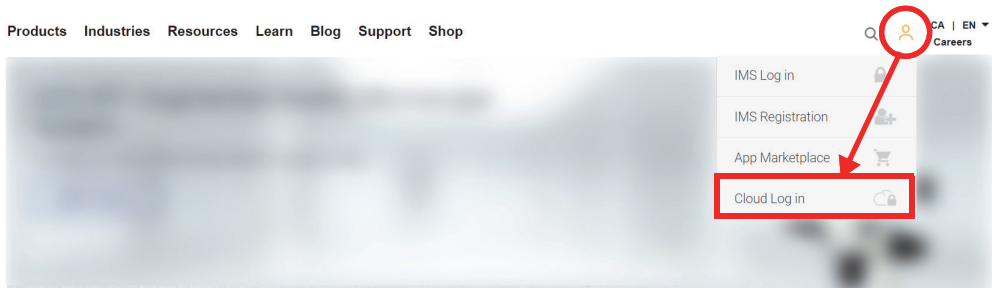 Products Industries Resources Learn Blog Support Shop
CA | EN
Careers
IMS Log in
IMS Registration
App Marketplace
Cloud Log in